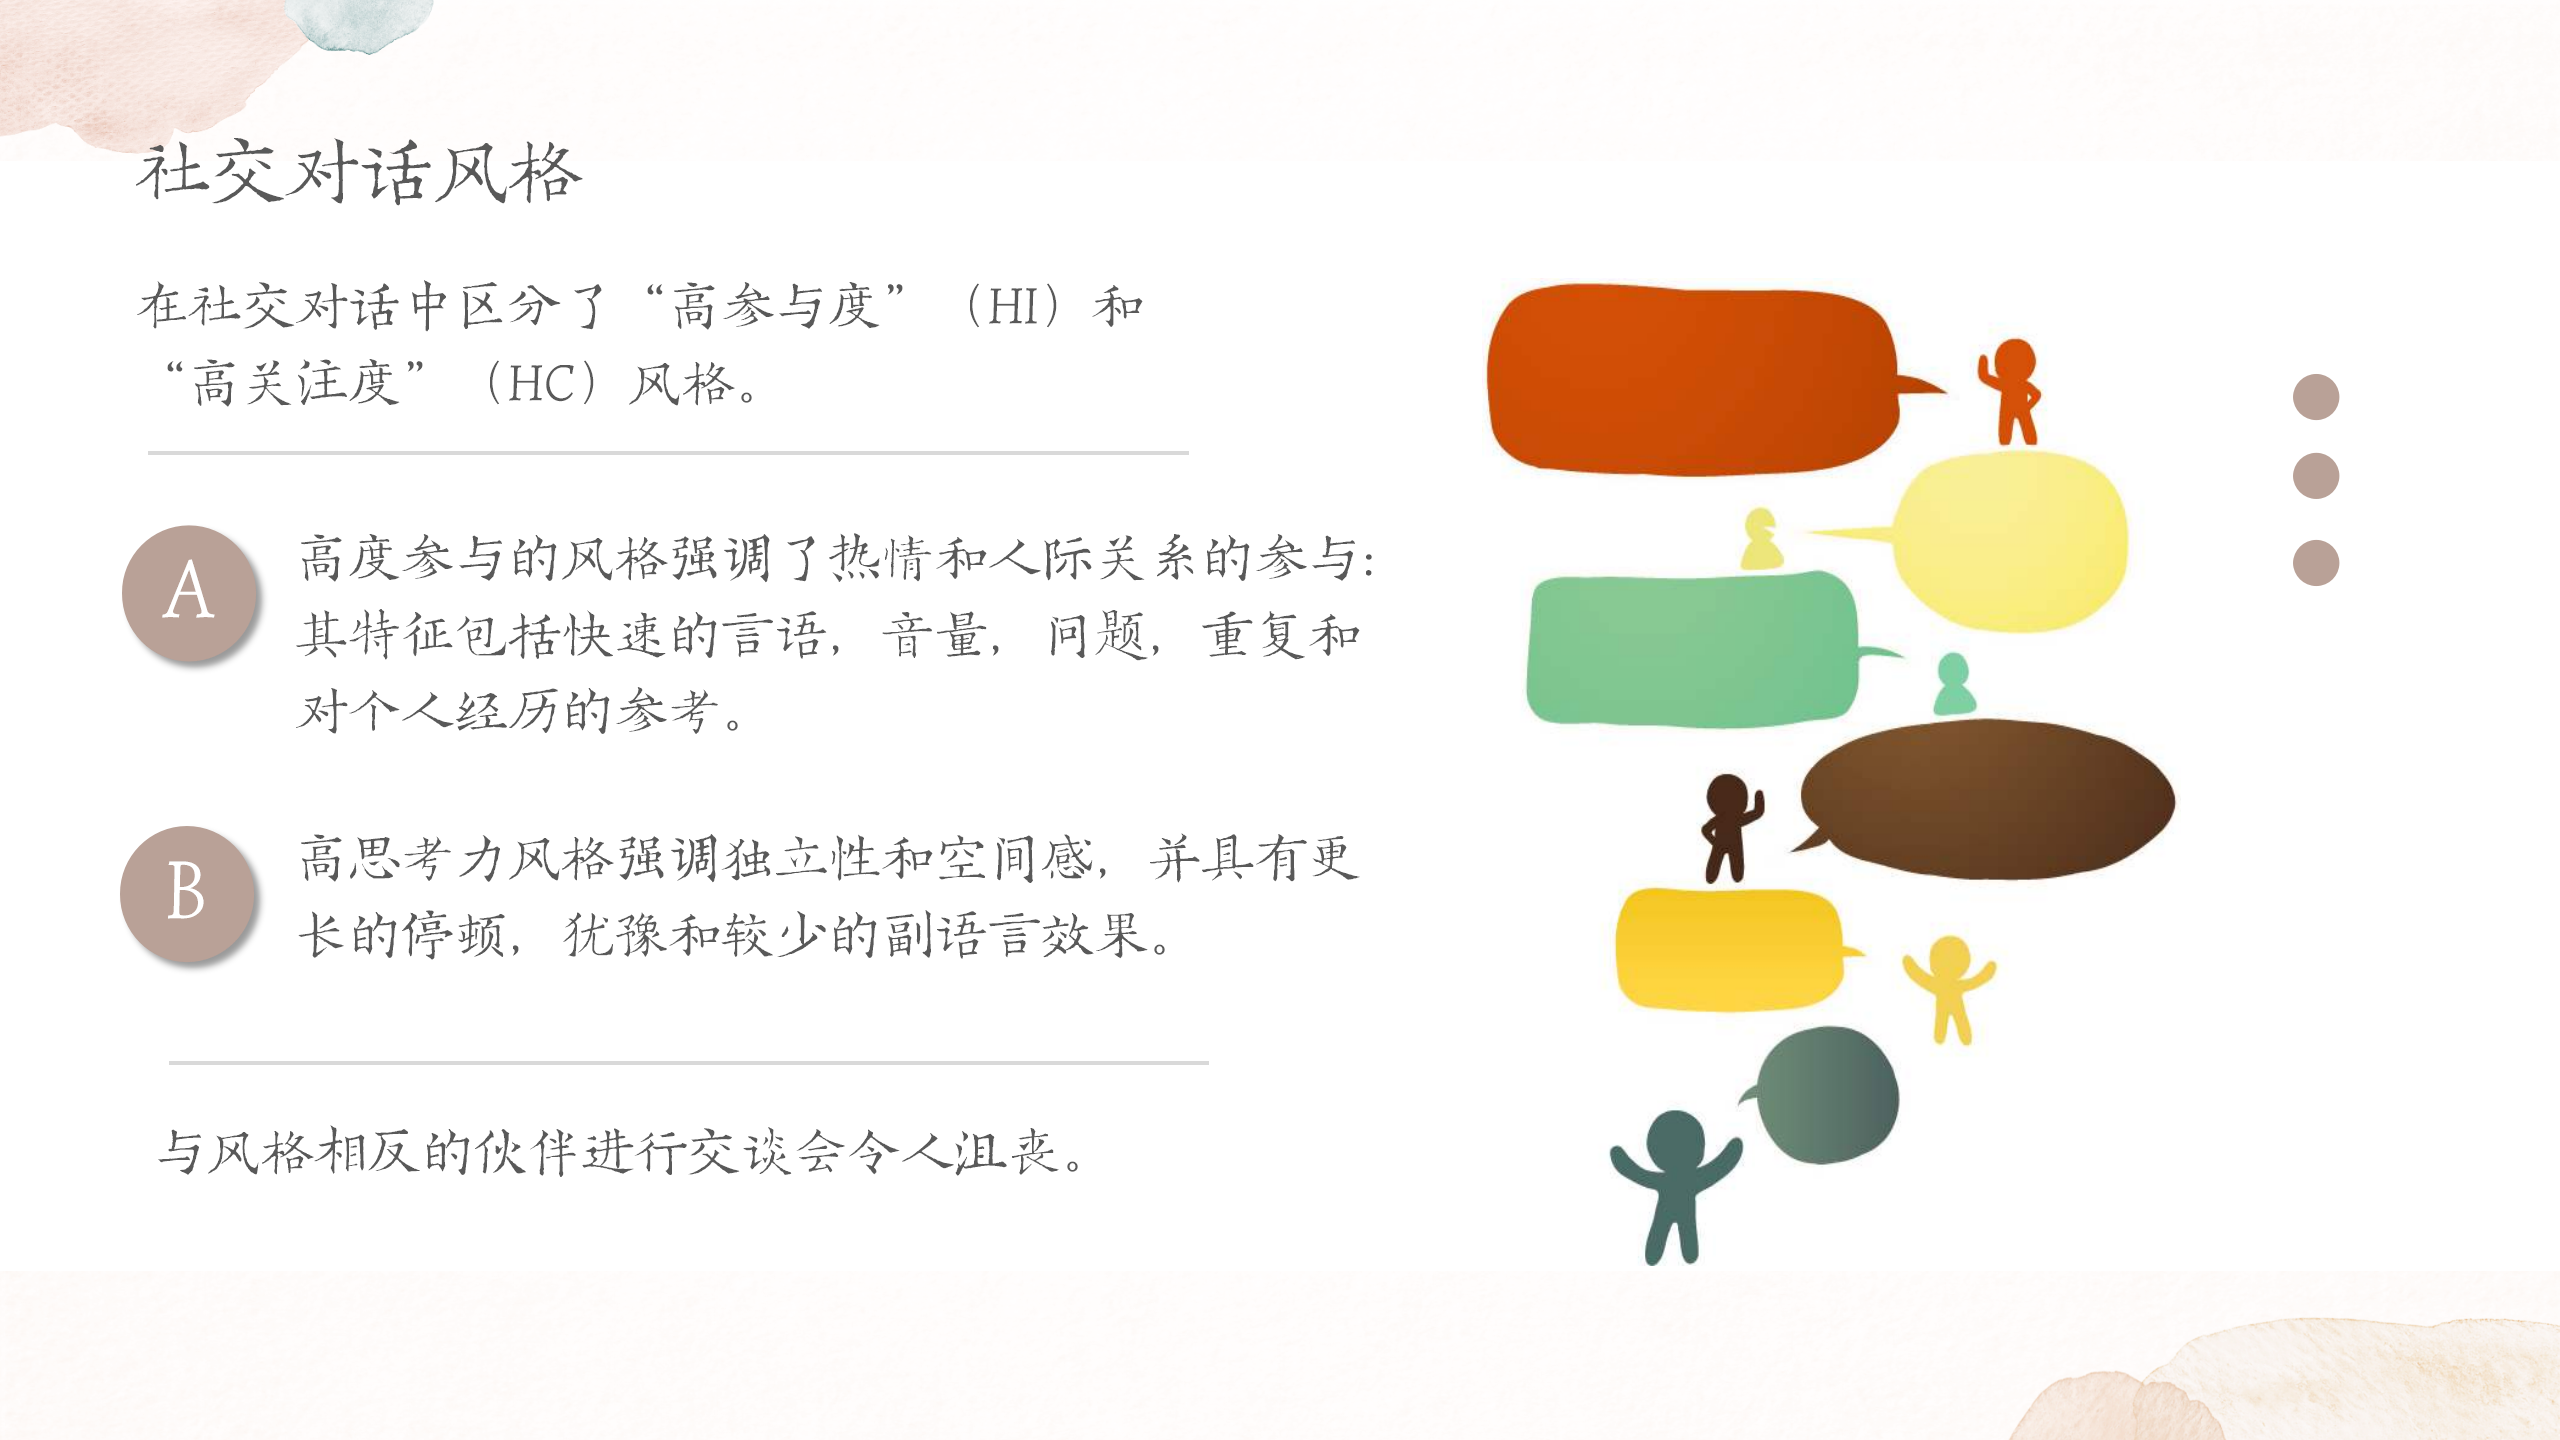 社交对话风格
在社交对话中区分了“高参与度”（HI）和
“高关注度”（HC）风格。
A
高度参与的风格强调了热情和人际关系的参与:
其特征包括快速的言语，音量，问题，重复和
对个人经历的参考。
B
高思考力风格强调独立性和空间感，并具有更
长的停顿，犹豫和较少的副语言效果。
与风格相反的伙伴进行交谈会令人沮丧。